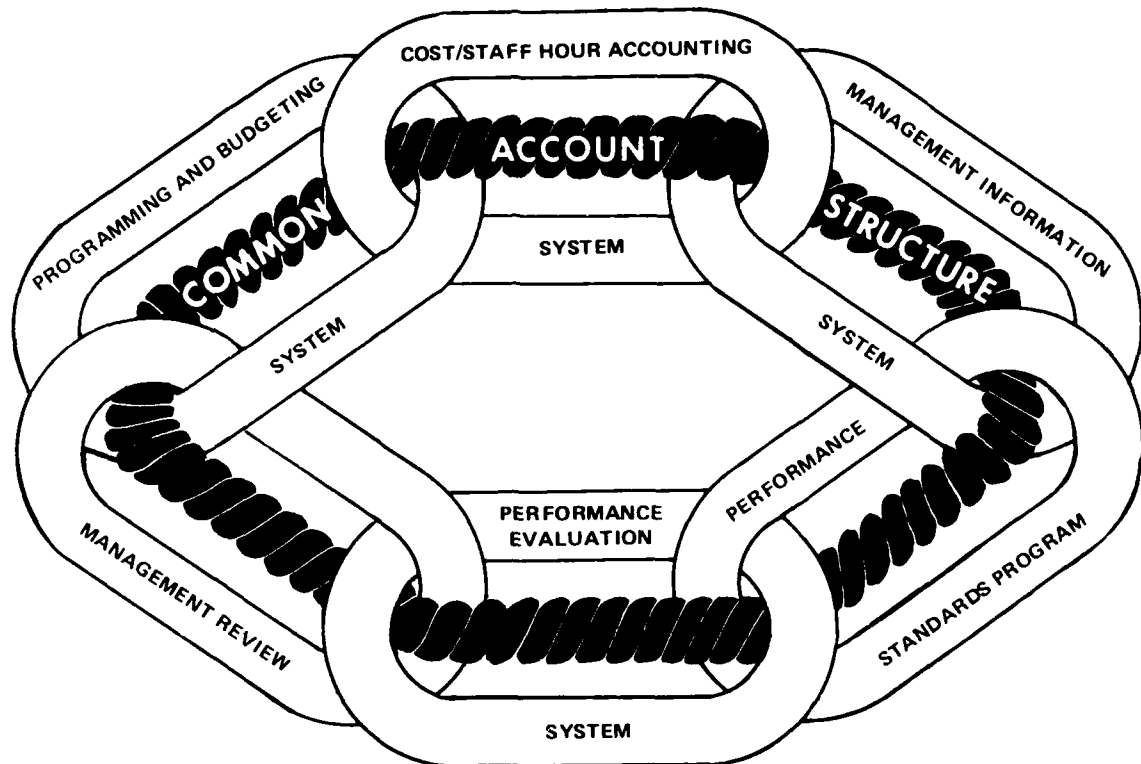 COST/STAFF HOUR ACCOUNTING
SYSTEM
PROGRAMMING AND BUDGETING
SYSTEM
MANAGEMENT INFORMATION
SYSTEM
COMMON
ACCOUNT
STRUCTURE
MANAGEMENT REVIEW
PERFORMANCE
EVALUATION
SYSTEM
PERFORMANCE
STANDARDS PROGRAM